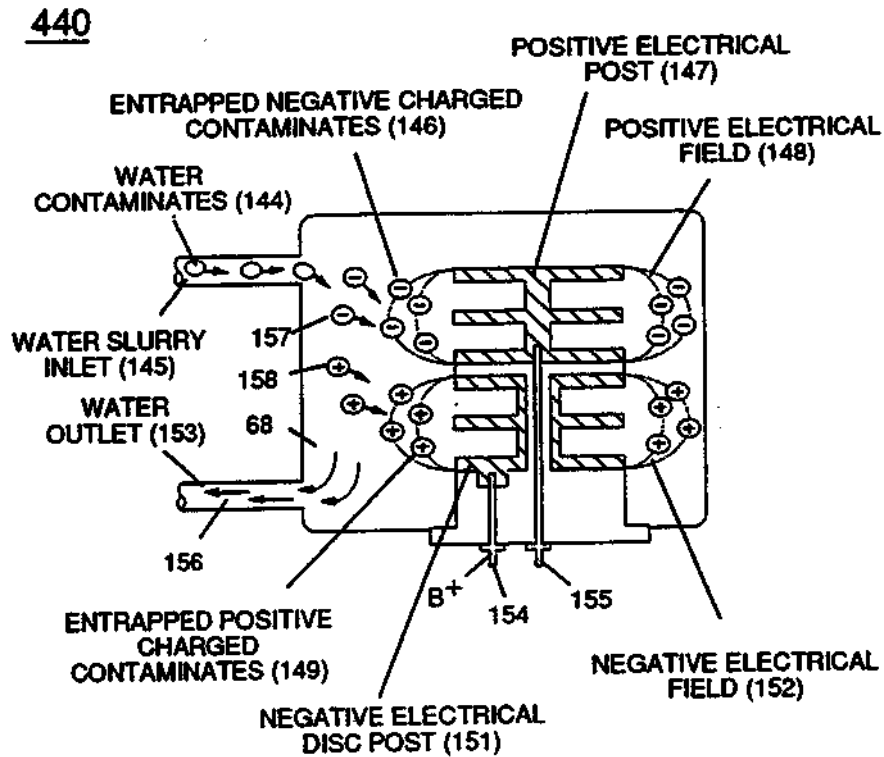 440
POSITIVE ELECTRICAL
POST (147)
ENTRAPPED NEGATIVE CHARGED
CONTAMINATES (146)
POSITIVE ELECTRICAL
FIELD (148)
WATER
CONTAMINATES (144)
WATER SLURRY
INLET (145)
157
158
WATER
OUTLET (153)
68
156
B+
154
155
ENTRAPPED POSITIVE
CHARGED
CONTAMINATES (149)
NEGATIVE ELECTRICAL
FIELD (152)
NEGATIVE ELECTRICAL
DISC POST (151)